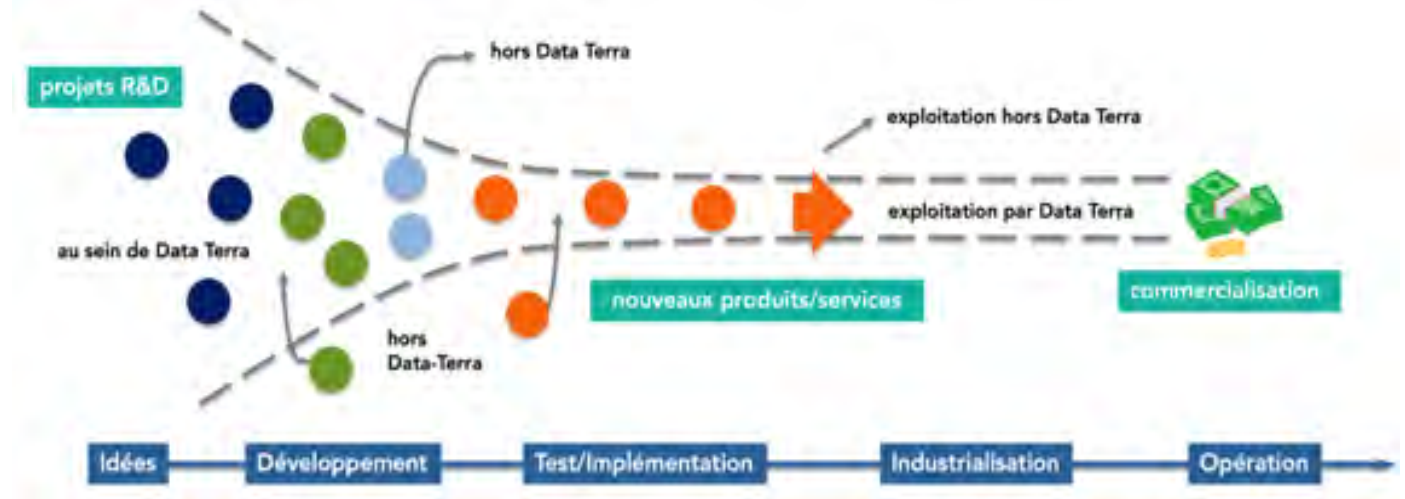 hors Data Terra
projets R&D
exploitation hors Data Terra
exploitation par Data Terra
au sein de Data Terra
commercialisation
nouveaux produits/services
hors
Data-Terra
Idées
Développement
Test/Implémentation
Industrialisation
Opération